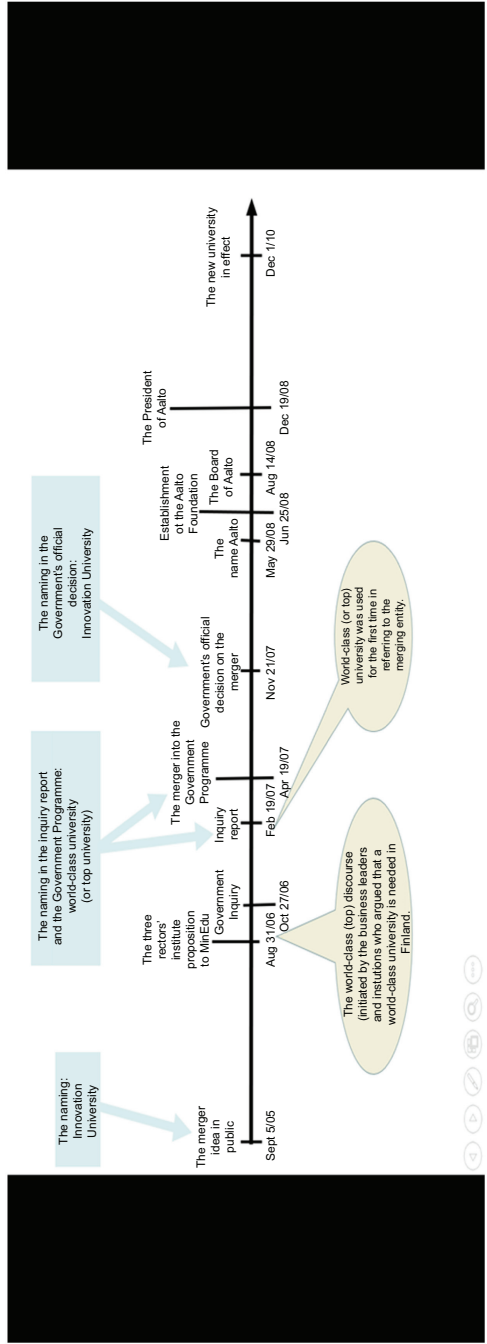 The naming:
Innovation
University
The naming in the inquiry report
and the Government Programme:
world-class university
(or top university)
The naming in the
Government's official
decision:
Innovation University
The merger
idea in
public
The three
rectors'
institute
proposition
to MinEdu
Government
Inquiry
Inquiry
report
The merger into the
Government
Programme
Government's official
decision on the
merger
The
name Aalto
Establishment
ot the Aalto
Foundation
The Board
of Aalto
The President
of Aalto
The new university
in effect
Sept 5/05
Aug 31/06
Oct 27/06
Feb 19/07
Apr 19/07
Nov 21/07
May 29/08
Jun 25/08
Aug 14/08
Dec 19/08
Dec 1/10
The world-class (top) discourse
(initiated by the business leaders
and instutions who argued that a
world-class university is needed in
Finland.
World-class (or top)
university was used
for the first time in
referring to the
merging entity.